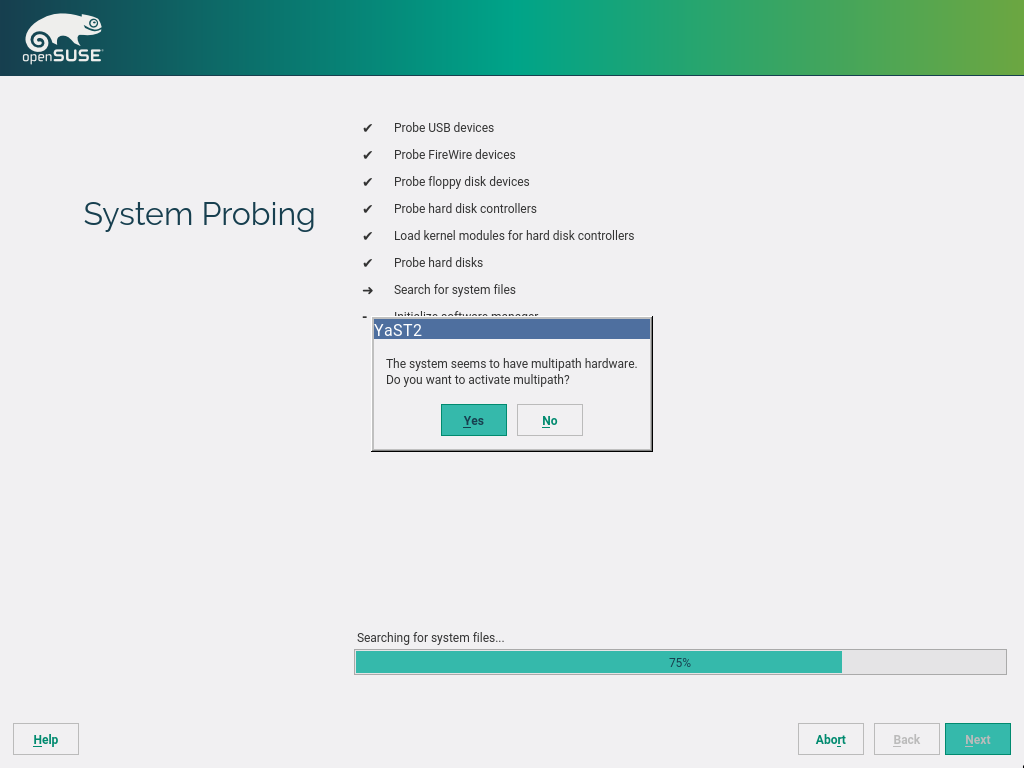 openSUSE
System Probing
✔ Probe USB devices
✔ Probe FireWire devices
✔ Probe floppy disk devices
✔ Probe hard disk controllers
✔ Load kernel modules for hard disk controllers
✔ Probe hard disks
➜ Search for system files
- Initialize software manager
YaST2
The system seems to have multipath hardware.
Do you want to activate multipath?
Yes No
Searching for system files...
75%
Help Abort Back Next